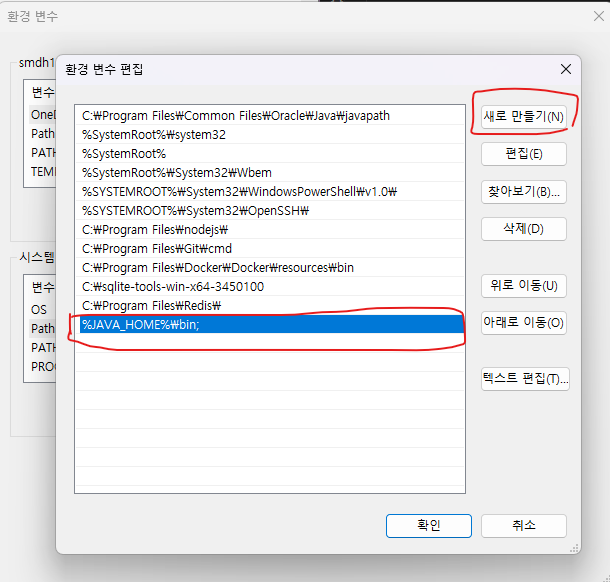 환경 변수
smdh1
변수
OneD
Path
PATH
TEM
시스템
변수
OS
Path
PATH
PRO
환경 변수 편집
C:₩Program Files₩Common Files₩Oracle₩Java₩javapath
%SystemRoot%₩system32
%SystemRoot%
%SystemRoot%₩System32₩Wbem
%SYSTEMROOT%₩System32₩WindowsPowerShell₩v1.0₩
%SYSTEMROOT%₩System32₩OpenSSH₩
C:₩Program Files₩nodejs₩
C:₩Program Files₩Git₩cmd
C:₩Program Files₩Docker₩Docker₩resources₩bin
C:₩sqlite-tools-win-x64-3450100
C:₩Program Files₩Redis₩
%JAVA_HOME%₩bin;
새로 만들기(N)
편집(E)
찾아보기(B)...
삭제(D)
위로 이동(U)
아래로 이동(O)
텍스트 편집(T)...
확인
취소